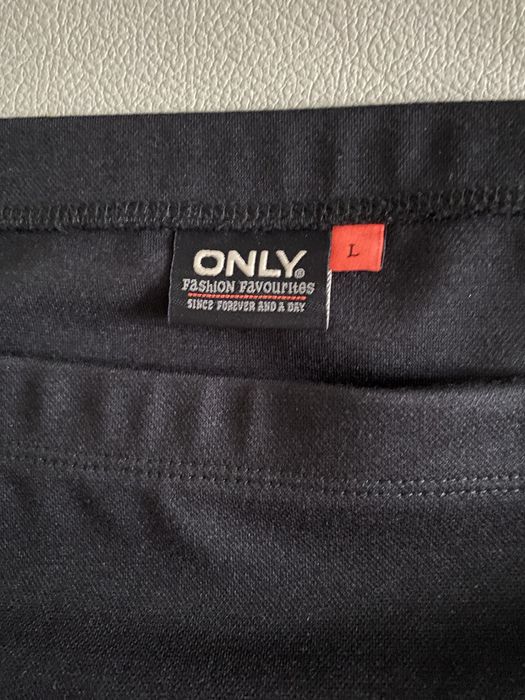 ONLY®
FASHION FAVOURITES
SINCE FOREVER AND A DAY
L